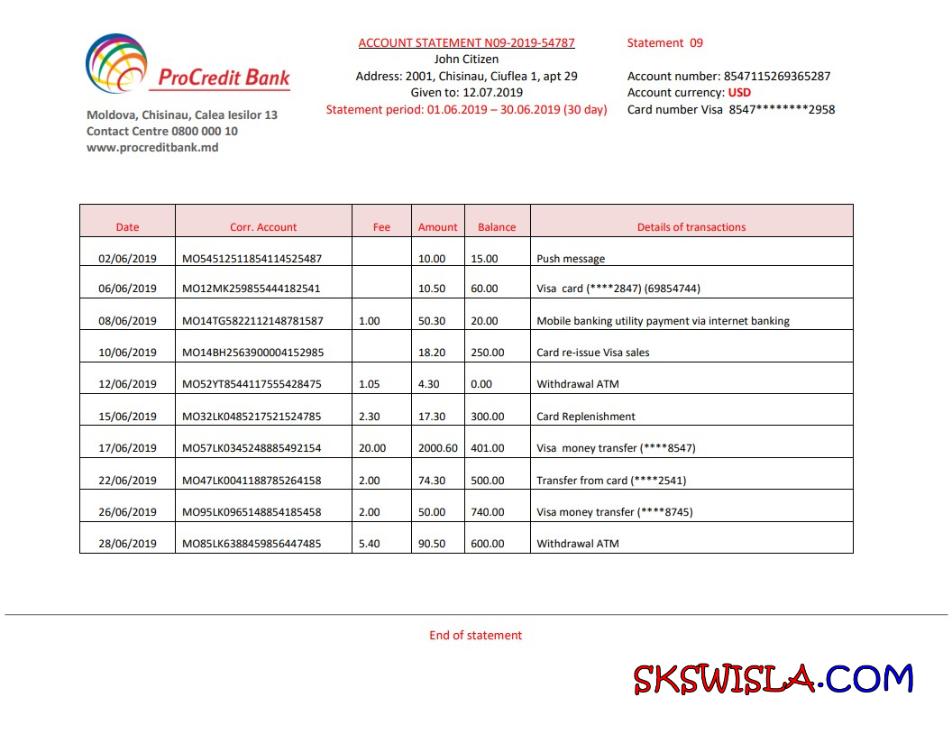 ProCredit Bank
Moldova, Chisinau, Calea Iesilor 13
Contact Centre 0800 000 10
www.procreditbank.md
ACCOUNT STATEMENT N09-2019-54787
John Citizen
Address: 2001, Chisinau, Ciuflea 1, apt 29
Given to: 12.07.2019
Statement period: 01.06.2019 – 30.06.2019 (30 day)
Statement 09
Account number: 8547115269365287
Account currency: USD
Card number Visa 8547********2958
Date Corr. Account Fee Amount Balance Details of transactions
02/06/2019 MO54512511854114525487 10.00 15.00 Push message
06/06/2019 MO12MK259855444182541 10.50 60.00 Visa card (****2847) (69854744)
08/06/2019 MO14TG5822112148781587 1.00 50.30 20.00 Mobile banking utility payment via internet banking
10/06/2019 MO14BH2563900004152985 18.20 250.00 Card re-issue Visa sales
12/06/2019 MO52YT8544117555428475 1.05 4.30 0.00 Withdrawal ATM
15/06/2019 MO32LK0485217521524785 2.30 17.30 300.00 Card Replenishment
17/06/2019 MO57LK0345248885492154 20.00 2000.60 401.00 Visa money transfer (****8547)
22/06/2019 MO47LK0041188785264158 2.00 74.30 500.00 Transfer from card (****2541)
26/06/2019 MO95LK0965148854185458 2.00 50.00 740.00 Visa money transfer (****8745)
28/06/2019 MO85LK6388459856447485 5.40 90.50 600.00 Withdrawal ATM
End of statement
SKSWISLA.COM